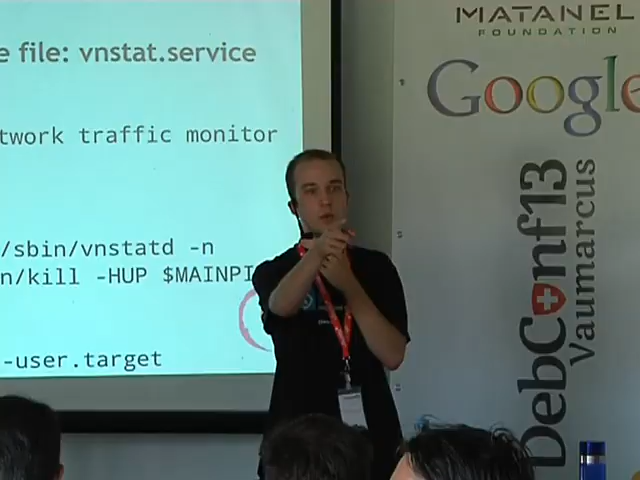 e file: vnstat.service
twork traffic monitor
/sbin/vnstatd -n
n/kill -HUP $MAINPI
-user.target
MATANEL
FOUNDATION
Google
DebConf13
Vaumarcus